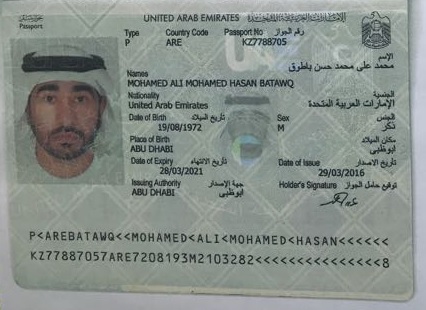 UNITED ARAB EMIRATES الإمارات العربية المتحدة
Passport
Type Country Code Passport No رقم الجواز
P ARE KZ7788705
الاسم
محمد علي محمد حسن باطوق
Names
MOHAMED ALI MOHAMED HASAN BATAWQ
Nationality الجنسية
United Arab Emirates الإمارات العربية المتحدة
Date of Birth تاريخ الميلاد Sex الجنس
19/08/1972 M ذكر
Place of Birth مكان الميلاد
ABU DHABI ابوظبي
Date of Expiry تاريخ الانتهاء Date of Issue تاريخ الاصدار
28/03/2021 29/03/2016
Issuing Authority جهة الإصدار Holder's Signature توقيع حامل الجواز
ABU DHABI ابوظبي
P<AREBATAWQ<<MOHAMED<ALI<MOHAMED<HASAN<<<<<<
KZ77887057ARE7208193M2103282<<<<<<<<<<<<<<<8